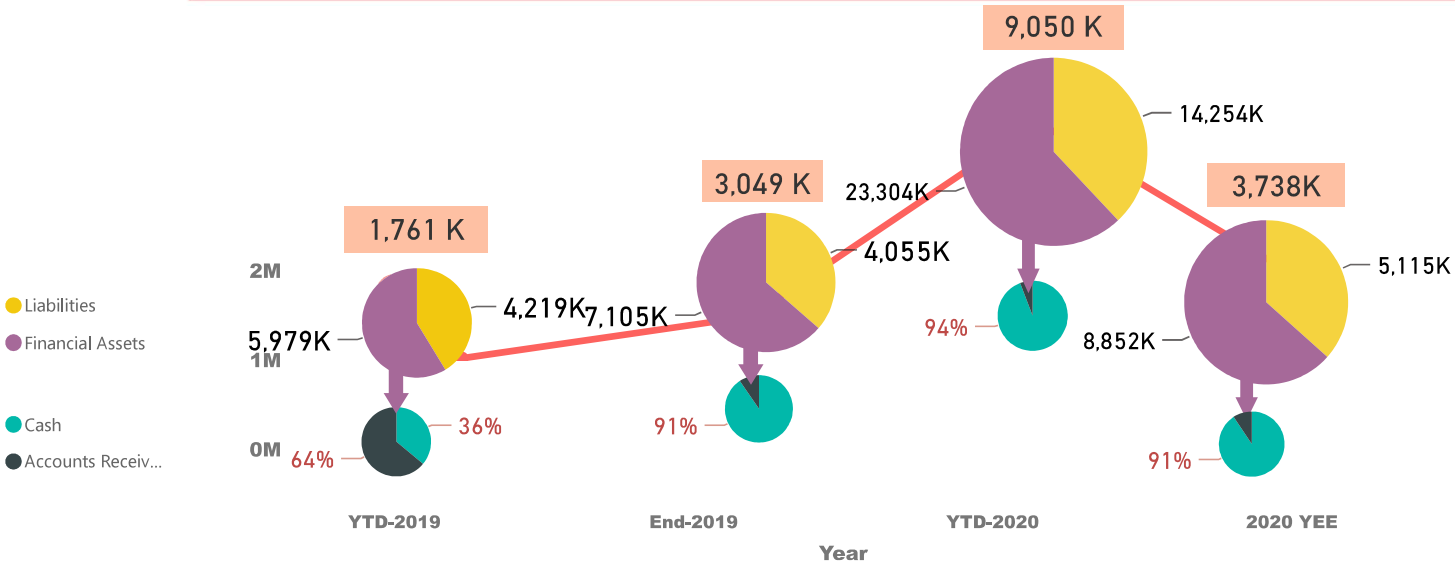 9,050 K
14,254K
3,049 K
23,304K
3,738K
1,761 K
4,055K
5,115K
2M
Liabilities
4,219K
7,105K
5,979K
Financial Assets
94%
8,852K
1M
Cash
36%
91%
0M
64%
Accounts Receiv...
91%
YTD-2019
End-2019
YTD-2020
2020 YEE
Year